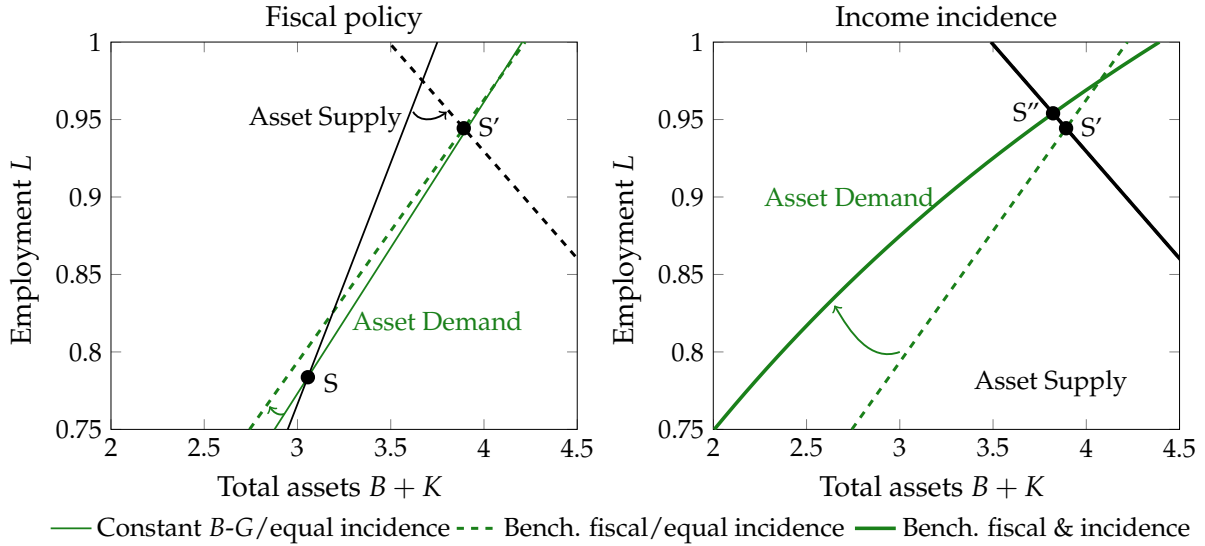 Fiscal policy
Income incidence
1
0.95
0.9
0.85
0.8
0.75
Employment L
Asset Supply
S′
Asset Demand
S
2
2.5
3
3.5
4
4.5
Total assets B + K
1
0.95
0.9
0.85
0.8
0.75
Employment L
S″
S′
Asset Demand
Asset Supply
2
2.5
3
3.5
4
4.5
Total assets B + K
Constant B-G/equal incidence
Bench. fiscal/equal incidence
Bench. fiscal & incidence